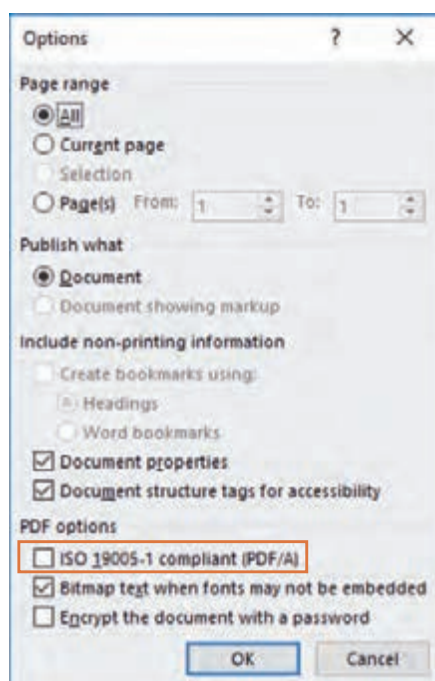 Options ? ×
Page range
All
Current page
Selection
Page(s) From: 1 To: 1
Publish what
Document
Document showing markup
Include non-printing information
Create bookmarks using:
Headings
Word bookmarks
Document properties
Document structure tags for accessibility
PDF options
ISO 19005-1 compliant (PDF/A)
Bitmap text when fonts may not be embedded
Encrypt the document with a password
OK Cancel